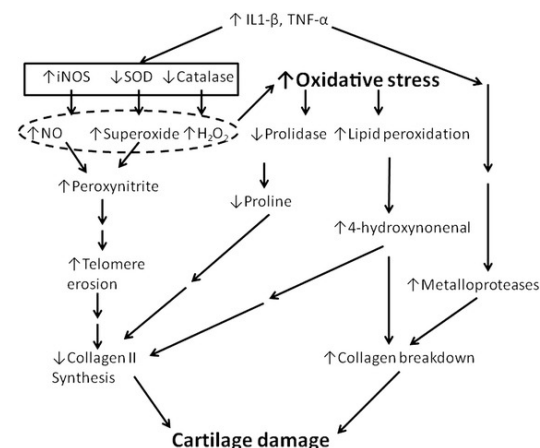 ↑ IL1-β, TNF-α
↑iNOS ↓SOD ↓Catalase
↑Oxidative stress
↑NO ↑Superoxide ↑H₂O₂
↓Prolidase ↑Lipid peroxidation
↑Peroxynitrite
↓Proline
↑4-hydroxynonenal
↑Telomere
erosion
↑Metalloproteases
↓Collagen II
Synthesis
↑Collagen breakdown
Cartilage damage